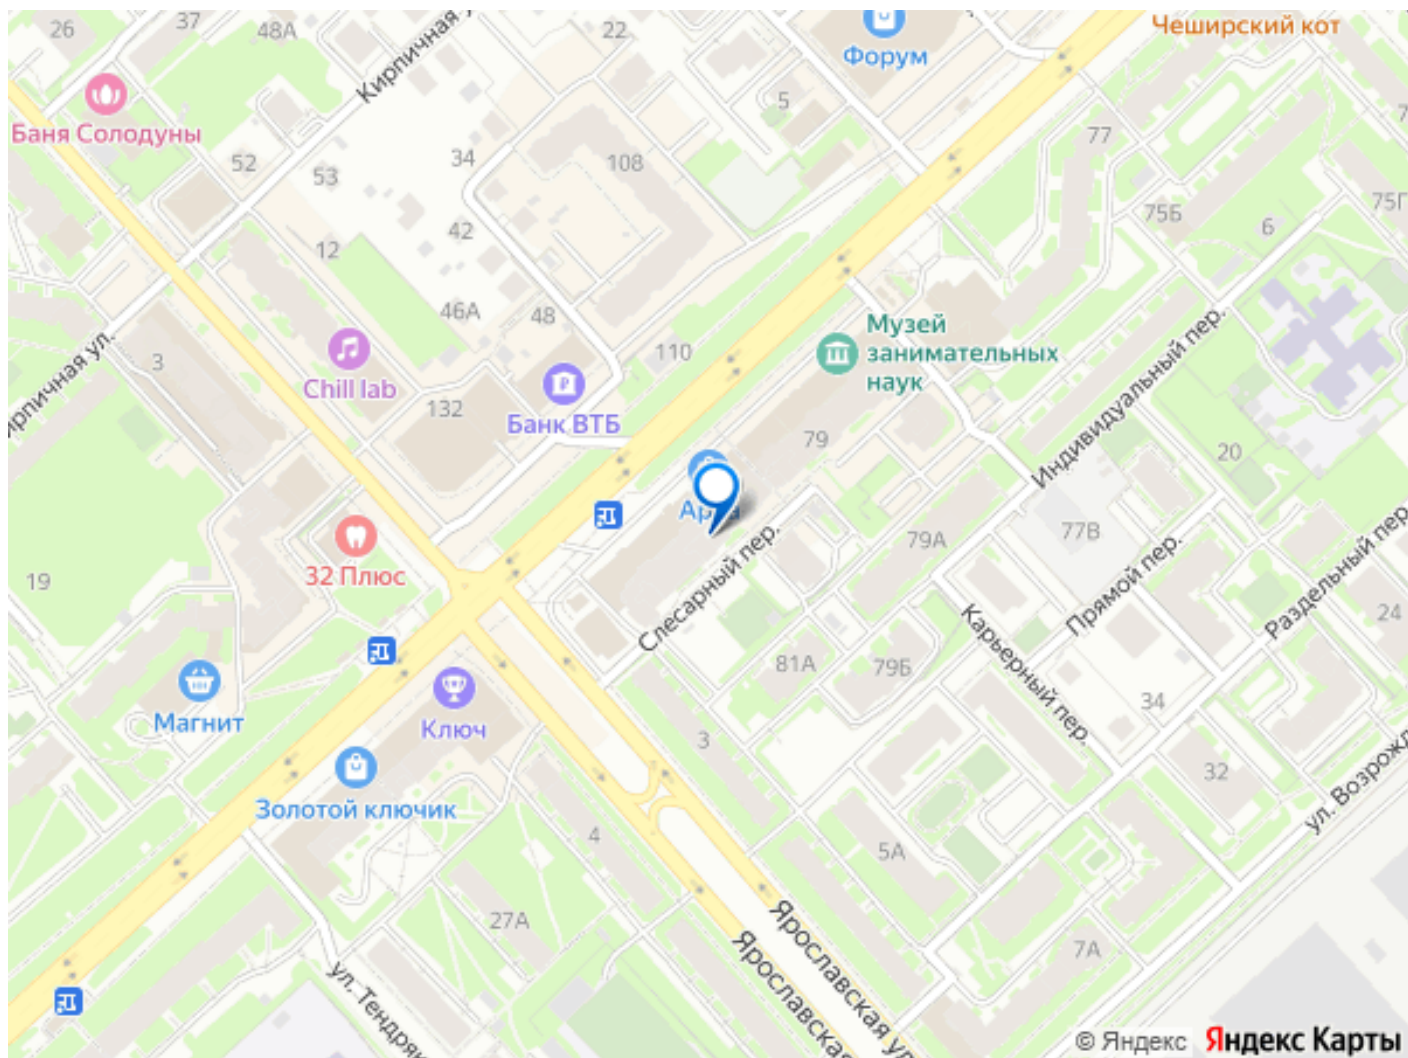 26
37
48А
Кирпичная
22
Форум
Чеширский кот
Баня Солодуны
52
53
34
108
5
77
75Б
75Г
6
12
42
46А
48
110
Кирпичная ул.
3
Chill lab
132
Банк ВТБ
Музей
занимательных
наук
79
Индивидуальный пер.
20
19
32 Плюс
Слесарный пер.
79А
77В
Прямой пер.
Раздельный пер.
24
81А
79Б
Карьерный пер.
34
Магнит
Ключ
3
32
Золотой ключик
4
5А
7А
27А
ул. Тендряк
Ярославская
Ярославская ул.
ул. Возрожд
© Яндекс
Яндекс Карты